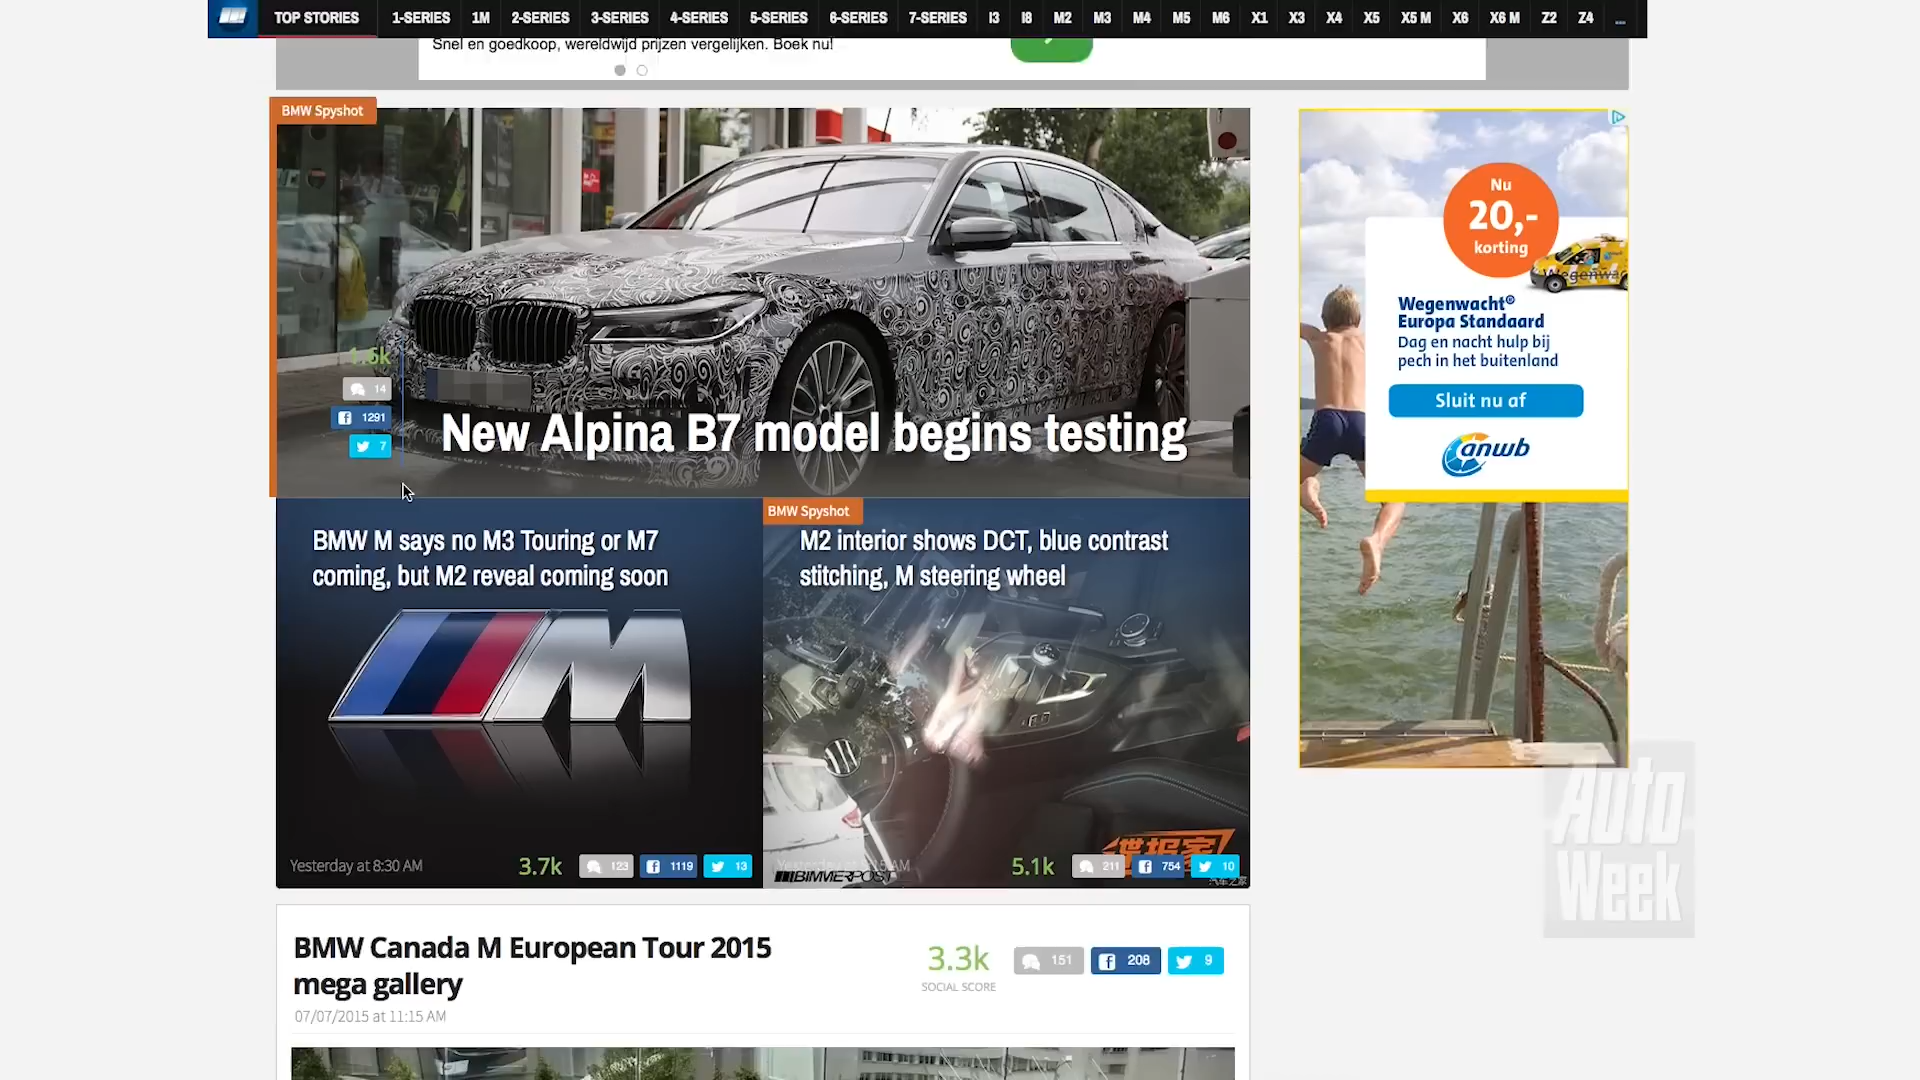 TOP STORIES 1-SERIES 1M 2-SERIES 3-SERIES 4-SERIES 5-SERIES 6-SERIES 7-SERIES I3 I8 M2 M3 M4 M5 M6 X1 X3 X4 X5 X5 M X6 X6 M Z2 Z4 ...
Snel en goedkoop, wereldwijd prijzen vergelijken. Boek nu!
BMW Spyshot
1.6k
14
1291
7
New Alpina B7 model begins testing
BMW M says no M3 Touring or M7
coming, but M2 reveal coming soon
Yesterday at 8:30 AM 3.7k 123 1119 13
BMW Spyshot
M2 interior shows DCT, blue contrast
stitching, M steering wheel
5.1k 211 754 10
BIMMERPOST
汽车之家
Nu
20,-
korting
Wegenwacht®
Europa Standaard
Dag en nacht hulp bij
pech in het buitenland
Sluit nu af
anwb
Auto
Week
BMW Canada M European Tour 2015
mega gallery
07/07/2015 at 11:15 AM
3.3k 151 208 9
SOCIAL SCORE